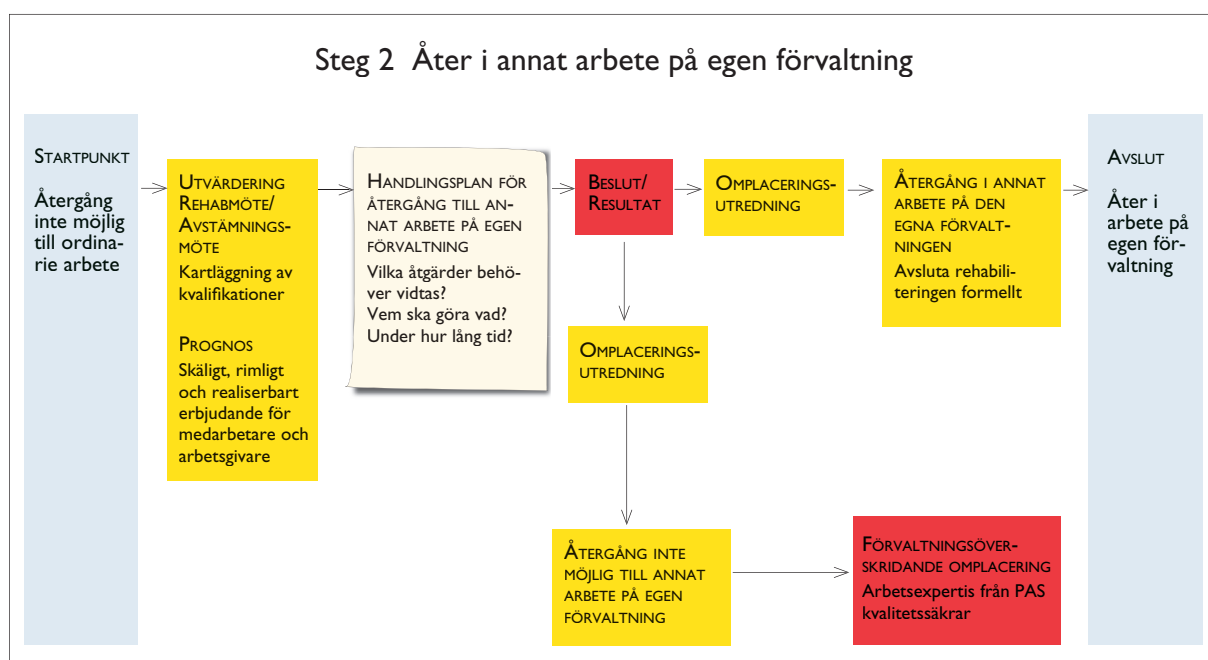 Steg 2 Åter i annat arbete på egen förvaltning
STARTPUNKT
Återgång
inte möjlig
till ordina-
rie arbete
UTVÄRDERING
REHABMÖTE/
AVSTÄMNINGS-
MÖTE
Kartläggning av
kvalifikationer
PROGNOS
Skäligt, rimligt
och realiserbart
erbjudande för
medarbetare och
arbetsgivare
HANDLINGSPLAN FÖR
ÅTERGÅNG TILL AN-
NAT ARBETE PÅ EGEN
FÖRVALTNING
Vilka åtgärder behö-
ver vidtas?
Vem ska göra vad?
Under hur lång tid?
BESLUT/
RESULTAT
OMPLACERINGS-
UTREDNING
ÅTERGÅNG I ANNAT
ARBETE PÅ DEN
EGNA FÖRVALT-
NINGEN
Avsluta rehabili-
teringen formellt
AVSLUT
Åter i
arbete på
egen för-
valtning
OMPLACERINGS-
UTREDNING
ÅTERGÅNG INTE
MÖJLIG TILL ANNAT
ARBETE PÅ EGEN
FÖRVALTNING
FÖRVALTNINGSÖVER-
SKRIDANDE OMPLACERING
Arbetsexpertis från PAS
kvalitetssäkrar